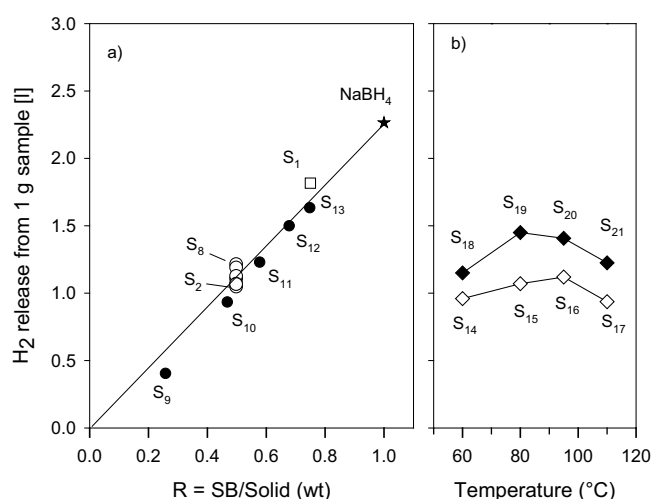 a)
b)
H2 release from 1 g sample [l]
3.0
2.5
2.0
1.5
1.0
0.5
0.0
NaBH4
S1
S13
S12
S8
S11
S2
S10
S9
S18
S19
S20
S21
S14
S15
S16
S17
0.0 0.2 0.4 0.6 0.8 1.0
60 80 100 120
R = SB/Solid (wt)
Temperature (°C)